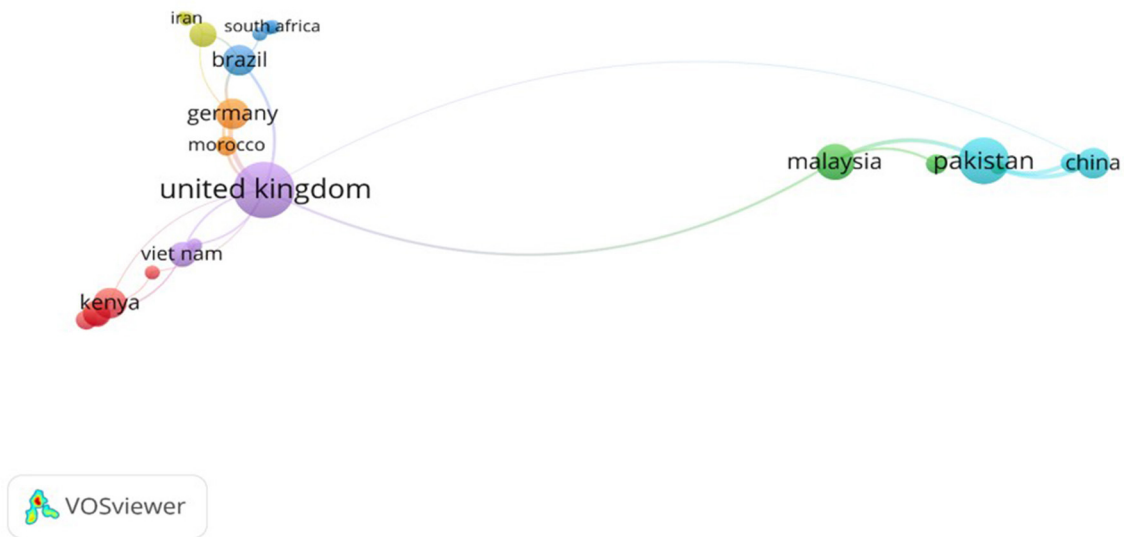 iran
south africa
brazil
germany
morocco
malaysia
pakistan
china
united kingdom
viet nam
kenya
VOSviewer